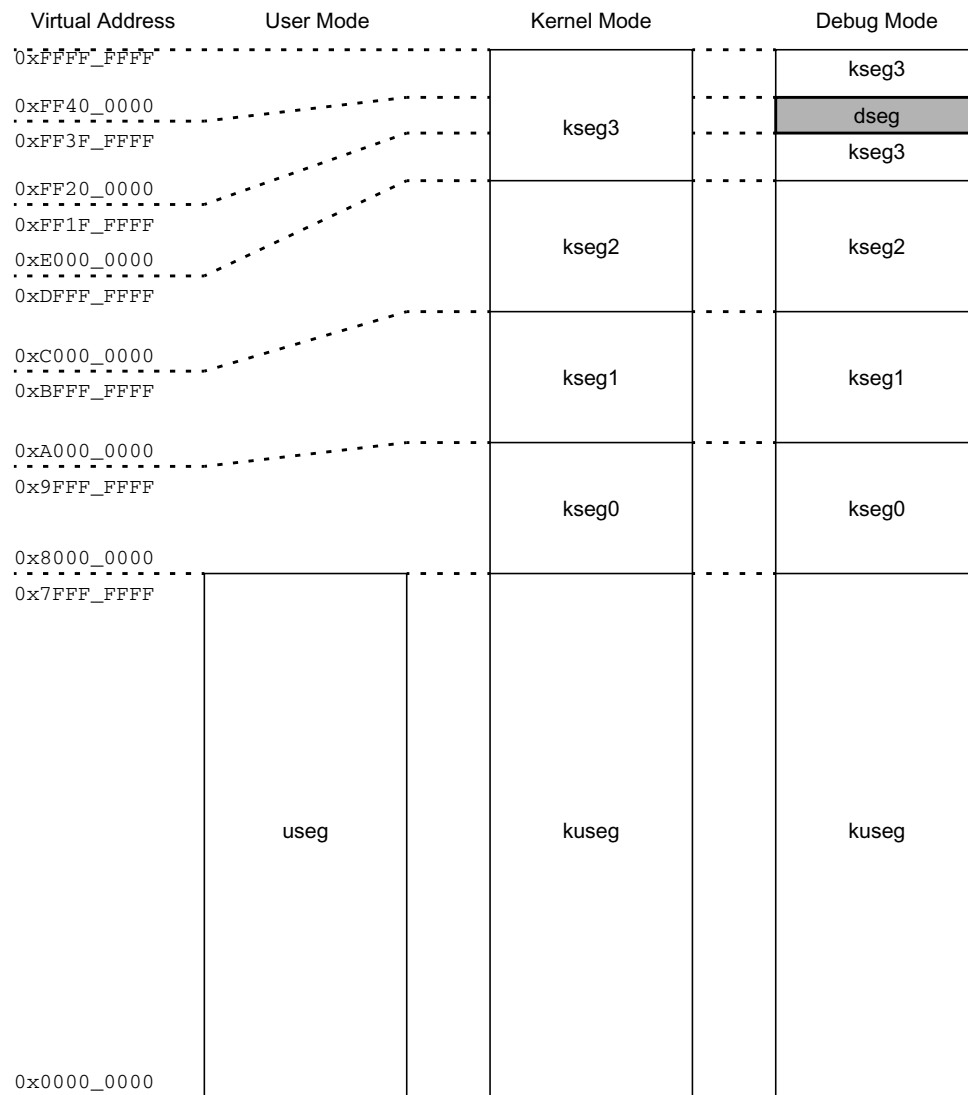 Virtual Address User Mode Kernel Mode Debug Mode
0xFFFF_FFFF
kseg3
0xFF40_0000
dseg
kseg3
0xFF3F_FFFF
kseg3
0xFF20_0000
0xFF1F_FFFF
kseg2 kseg2
0xE000_0000
0xDFFF_FFFF
0xC000_0000
kseg1 kseg1
0xBFFF_FFFF
0xA000_0000
0x9FFF_FFFF
kseg0 kseg0
0x8000_0000
0x7FFF_FFFF
useg kuseg kuseg
0x0000_0000